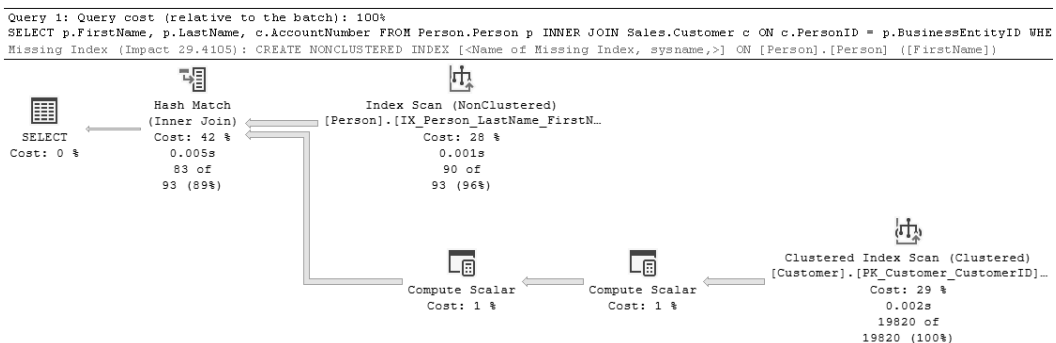 Query 1: Query cost (relative to the batch): 100%
SELECT p.FirstName, p.LastName, c.AccountNumber FROM Person.Person p INNER JOIN Sales.Customer c ON c.PersonID = p.BusinessEntityID WHE
Missing Index (Impact 29.4105): CREATE NONCLUSTERED INDEX [<Name of Missing Index, sysname,>] ON [Person].[Person] ([FirstName])
SELECT
Cost: 0 %
Hash Match
(Inner Join)
Cost: 42 %
0.005s
83 of
93 (89%)
Index Scan (NonClustered)
[Person].[IX_Person_LastName_FirstN…
Cost: 28 %
0.001s
90 of
93 (96%)
Compute Scalar
Cost: 1 %
Compute Scalar
Cost: 1 %
Clustered Index Scan (Clustered)
[Customer].[PK_Customer_CustomerID]…
Cost: 29 %
0.002s
19820 of
19820 (100%)